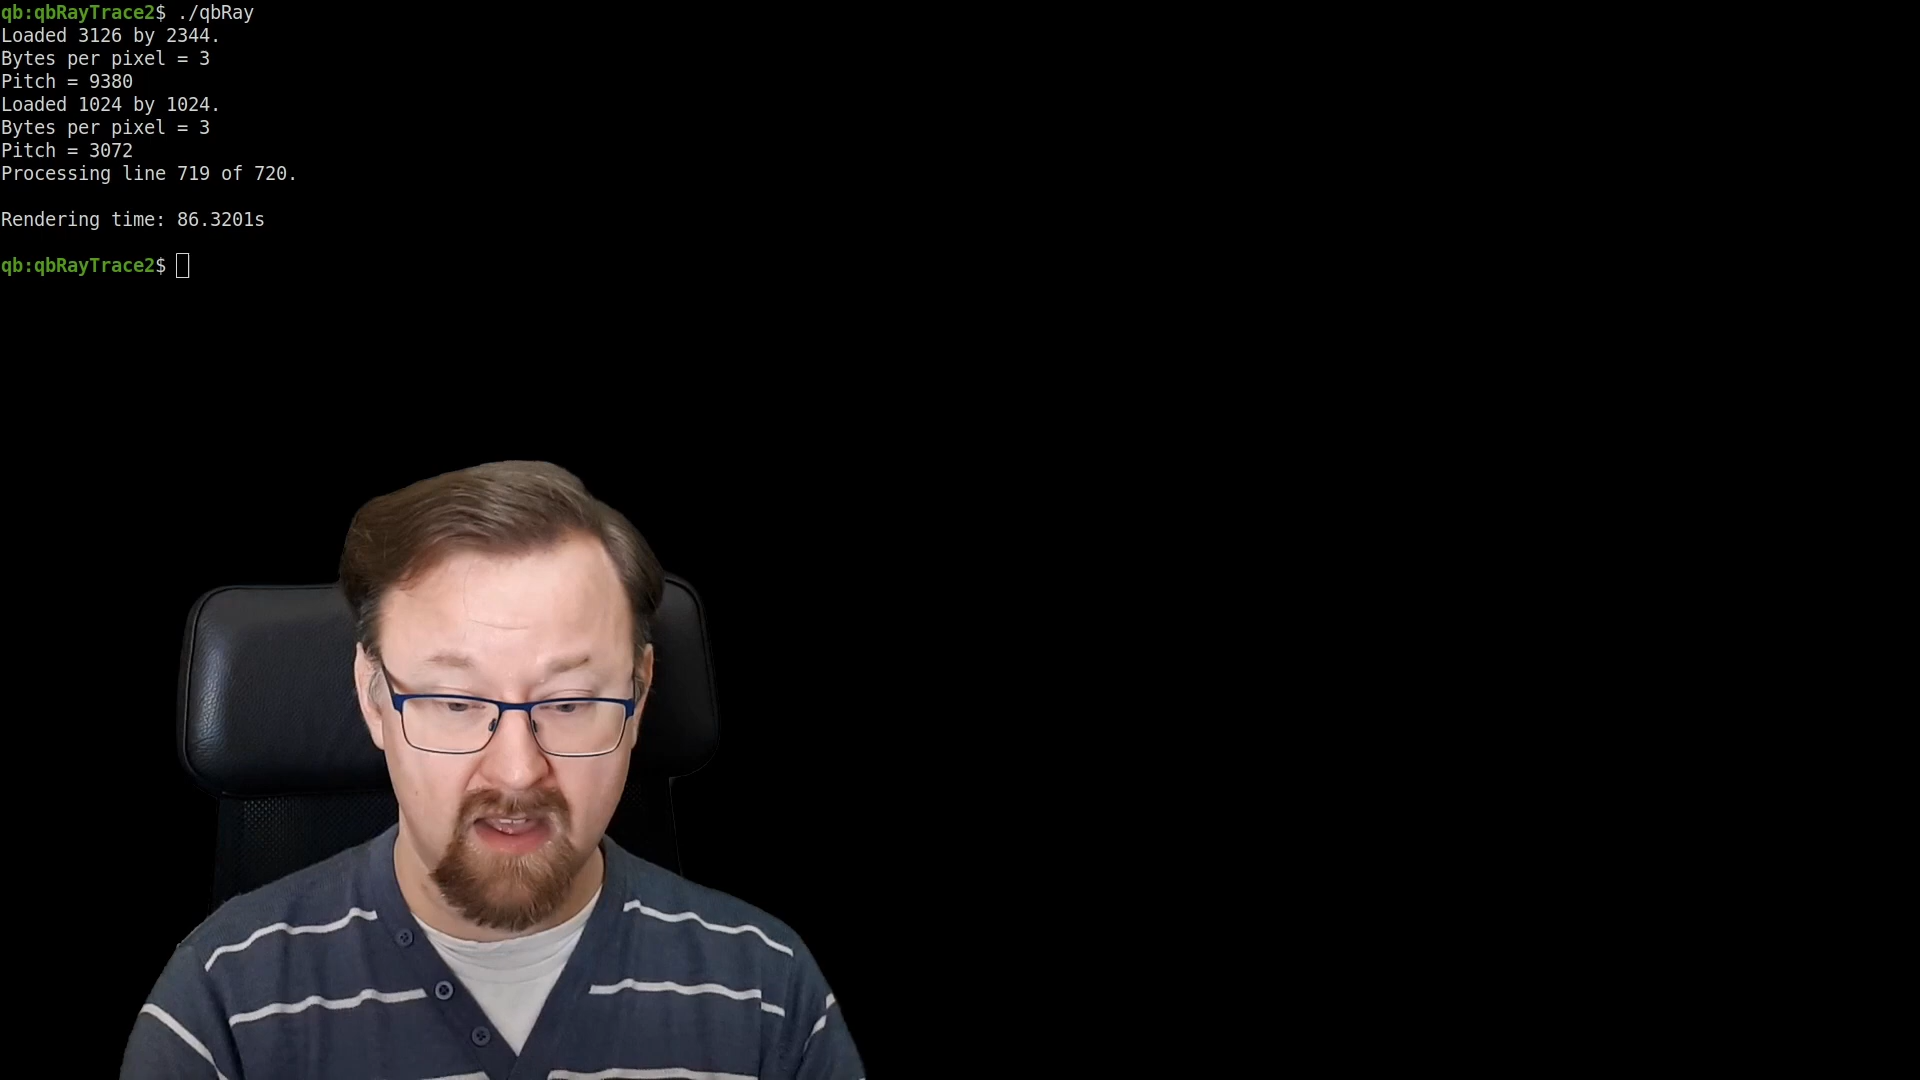 qb:qbRayTrace2$ ./qbRay
Loaded 3126 by 2344.
Bytes per pixel = 3
Pitch = 9380
Loaded 1024 by 1024.
Bytes per pixel = 3
Pitch = 3072
Processing line 719 of 720.
Rendering time: 86.3201s
qb:qbRayTrace2$